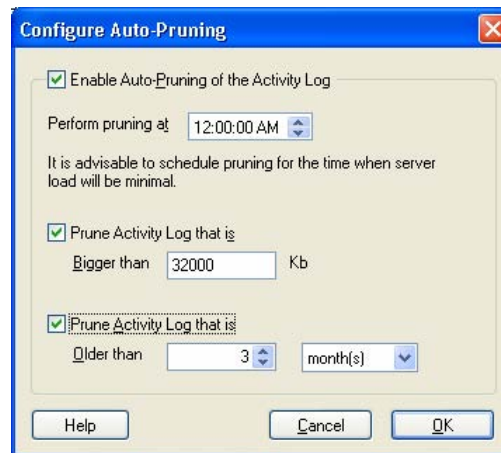 Configure Auto-Pruning
Enable Auto-Pruning of the Activity Log
Perform pruning at 12:00:00 AM
It is advisable to schedule pruning for the time when server
load will be minimal.
Prune Activity Log that is
Bigger than 32000 Kb
Prune Activity Log that is
Older than 3 month(s)
Help Cancel OK